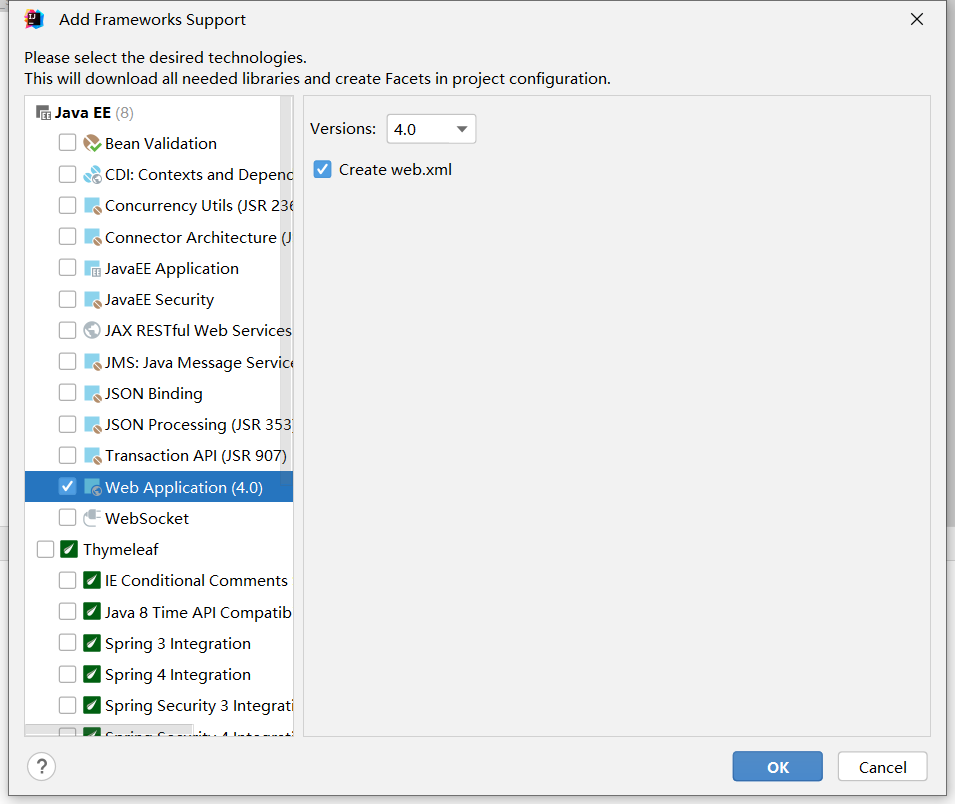 Add Frameworks Support
Please select the desired technologies.
This will download all needed libraries and create Facets in project configuration.
Java EE (8)
Bean Validation
CDI: Contexts and Depend
Concurrency Utils (JSR 236
Connector Architecture (J
JavaEE Application
JavaEE Security
JAX RESTful Web Services
JMS: Java Message Service
JSON Binding
JSON Processing (JSR 353)
Transaction API (JSR 907)
Web Application (4.0)
WebSocket
Thymeleaf
IE Conditional Comments
Java 8 Time API Compatib
Spring 3 Integration
Spring 4 Integration
Spring Security 3 Integrati
Spring Security 4 Integrati
Versions: 4.0
Create web.xml
?
OK
Cancel